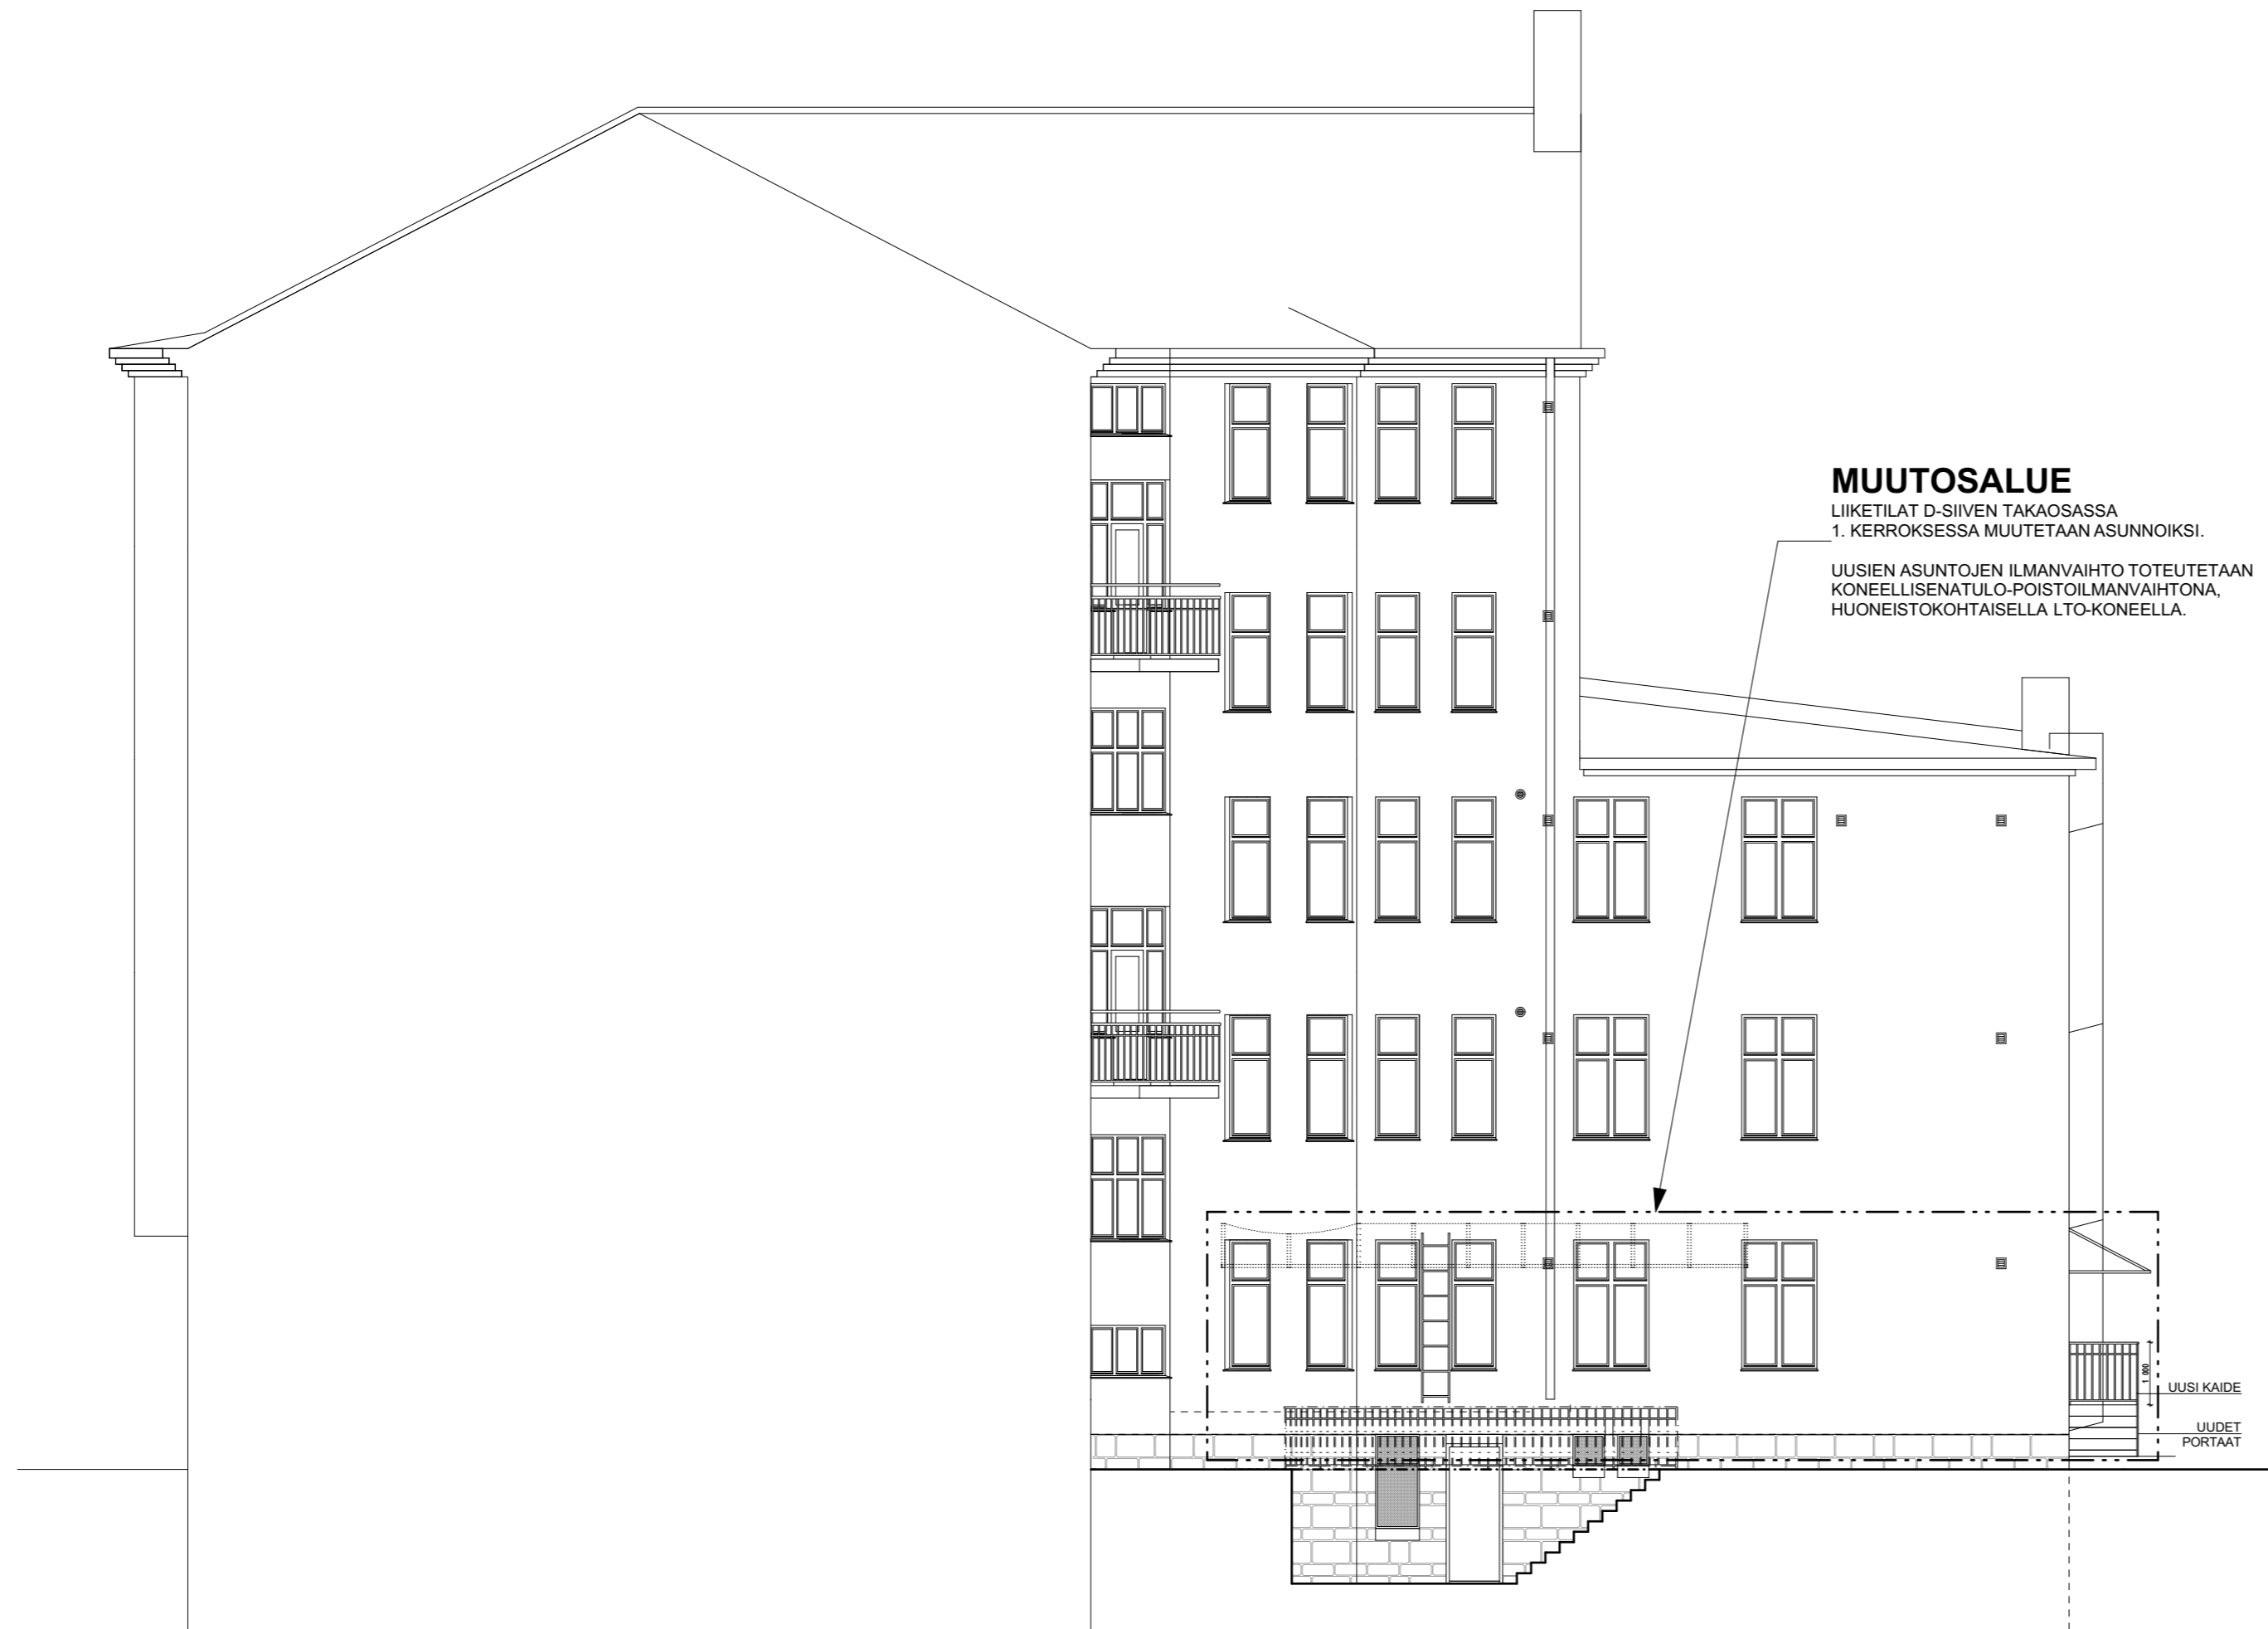 MUUTOSALUE
LIIKETILAT D-SIIVEN TAKAOSASSA
1. KERROKSESSA MUUTETAAN ASUNNOIKSI.
UUSIEN ASUNTOJEN ILMANVAIHTO TOTEUTETAAN
KONEELLISENATULO-POISTOILMANVAIHTONA,
HUONEISTOKOHTAISELLA LTO-KONEELLA.
1 000
UUSI KAIDE
UUDET
PORTAAT